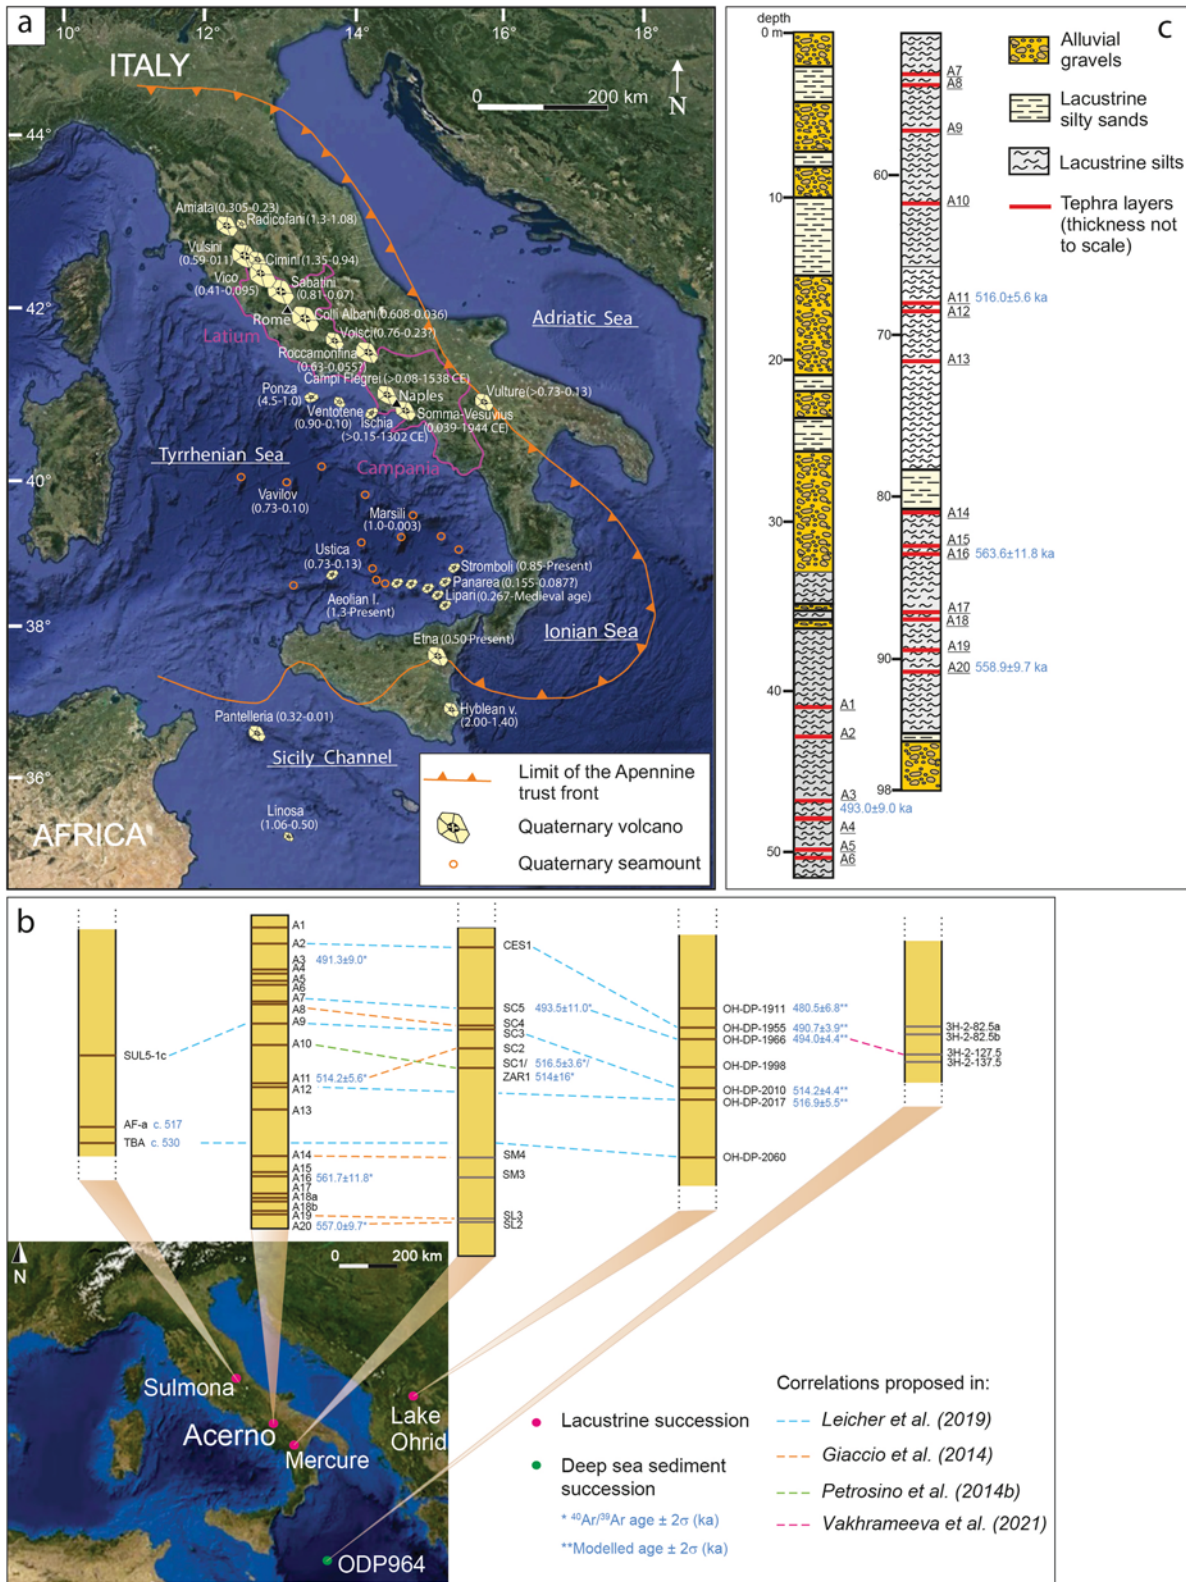 a
10°
12°
14°
16°
18°
ITALY
N
0
200 km
44°
42°
40°
38°
36°
Amiata (0.305-0.23)
Radicofani (1.3-1.08)
Vulsini
(0.59-011)
Cimini (1.35-0.94)
Vico
(0.41-0.095)
Sabatini
(0.81-0.07)
Rome
Colli Albani (0.608-0.036)
Latium
Volsci (0.76-0.23?)
Roccamonfina
(0.63-0.055?)
Adriatic Sea
Campi Flegrei (>0.08-1538 CE)
Ponza
(4.5-1.0)
Naples
Vulture (>0.73-0.13)
Ventotene
(0.90-0.10)
Ischia
(>0.15-1302 CE)
Somma-Vesuvius
(0.039-1944 CE)
Tyrrhenian Sea
Campania
Vavilov
(0.73-0.10)
Marsili
(1.0-0.003)
Ustica
(0.73-0.13)
Stromboli (0.85-Present)
Panarea (0.155-0.087?)
Lipari (0.267-Medieval age)
Aeolian I.
(1.3-Present)
Ionian Sea
Etna (0.50-Present)
Hyblean v.
(2.00-1.40)
Pantelleria (0.32-0.01)
Sicily Channel
Linosa
(1.06-0.50)
AFRICA
Limit of the Apennine
trust front
Quaternary volcano
Quaternary seamount
c
depth
0 m
10
20
30
40
50
A1
A2
A3
493.0±9.0 ka
A4
A5
A6
60
70
80
90
98
A7
A8
A9
A10
A11 516.0±5.6 ka
A12
A13
A14
A15
A16 563.6±11.8 ka
A17
A18
A19
A20 558.9±9.7 ka
Alluvial
gravels
Lacustrine
silty sands
Lacustrine silts
Tephra layers
(thickness not
to scale)
b
SUL5-1c
AF-a c. 517
TBA c. 530
A1
A2
A3 491.3±9.0*
A4
A5
A6
A7
A8
A9
A10
A11 514.2±5.6*
A12
A13
A14
A15
A16 561.7±11.8*
A17
A18a
A18b
A19
A20 557.0±9.7*
CES1
SC5 493.5±11.0*
SC4
SC3
SC2
SC1/ 516.5±3.6*/
ZAR1 514±16*
SM4
SM3
SL3
SL2
OH-DP-1911 480.5±6.8**
OH-DP-1955 490.7±3.9**
OH-DP-1966 494.0±4.4**
OH-DP-1998
OH-DP-2010 514.2±4.4**
OH-DP-2017 516.9±5.5**
OH-DP-2060
3H-2-82.5a
3H-2-82.5b
3H-2-127.5
3H-2-137.5
N
0
200 km
Sulmona
Acerno
Mercure
Lake
Ohrid
ODP964
Lacustrine succession
Deep sea sediment
succession
* ⁴⁰Ar/³⁹Ar age ± 2σ (ka)
**Modelled age ± 2σ (ka)
Correlations proposed in:
Leicher et al. (2019)
Giaccio et al. (2014)
Petrosino et al. (2014b)
Vakhrameeva et al. (2021)